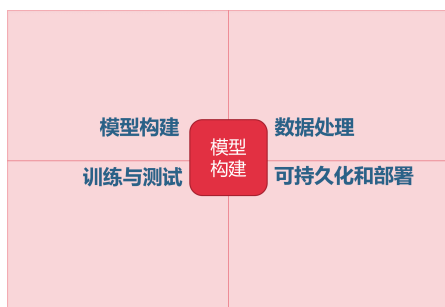 模型构建
数据处理
模型
构建
训练与测试
可持久化和部署